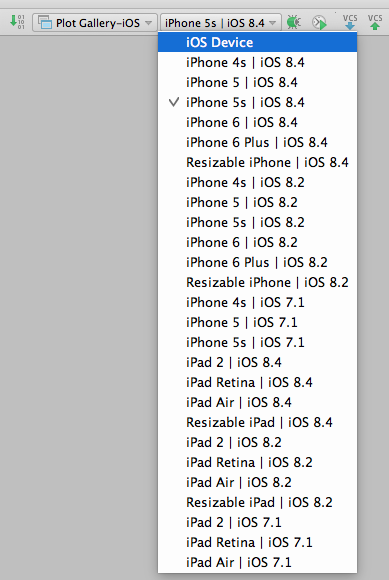 Plot Gallery-iOS iPhone 5s | iOS 8.4 VCS VCS
iOS Device
iPhone 4s | iOS 8.4
iPhone 5 | iOS 8.4
iPhone 5s | iOS 8.4
iPhone 6 | iOS 8.4
iPhone 6 Plus | iOS 8.4
Resizable iPhone | iOS 8.4
iPhone 4s | iOS 8.2
iPhone 5 | iOS 8.2
iPhone 5s | iOS 8.2
iPhone 6 | iOS 8.2
iPhone 6 Plus | iOS 8.2
Resizable iPhone | iOS 8.2
iPhone 4s | iOS 7.1
iPhone 5 | iOS 7.1
iPhone 5s | iOS 7.1
iPad 2 | iOS 8.4
iPad Retina | iOS 8.4
iPad Air | iOS 8.4
Resizable iPad | iOS 8.4
iPad 2 | iOS 8.2
iPad Retina | iOS 8.2
iPad Air | iOS 8.2
Resizable iPad | iOS 8.2
iPad 2 | iOS 7.1
iPad Retina | iOS 7.1
iPad Air | iOS 7.1